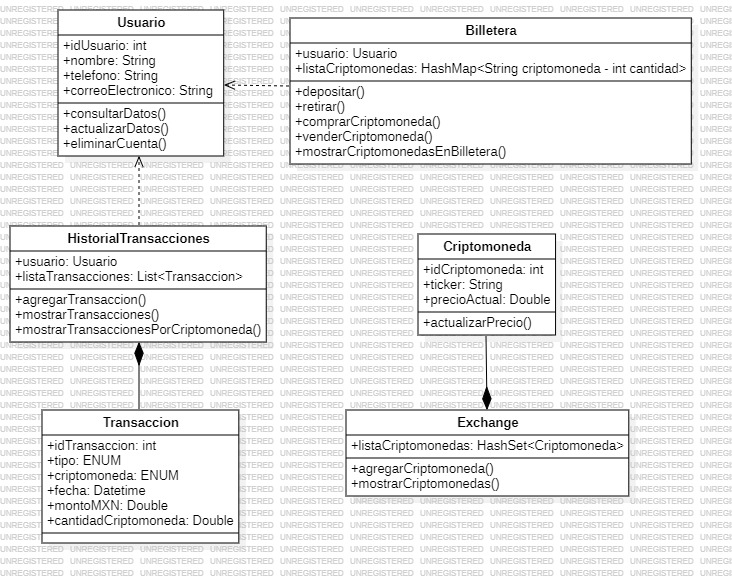 Usuario
+idUsuario: int
+nombre: String
+telefono: String
+correoElectronico: String
+consultarDatos()
+actualizarDatos()
+eliminarCuenta()
Billetera
+usuario: Usuario
+listaCriptomonedas: HashMap<String criptomoneda - int cantidad>
+depositar()
+retirar()
+comprarCriptomoneda()
+venderCriptomoneda()
+mostrarCriptomonedasEnBilletera()
HistorialTransacciones
+usuario: Usuario
+listaTransacciones: List<Transaccion>
+agregarTransaccion()
+mostrarTransacciones()
+mostrarTransaccionesPorCriptomoneda()
Criptomoneda
+idCriptomoneda: int
+ticker: String
+precioActual: Double
+actualizarPrecio()
Transaccion
+idTransaccion: int
+tipo: ENUM
+criptomoneda: ENUM
+fecha: Datetime
+montoMXN: Double
+cantidadCriptomoneda: Double
Exchange
+listaCriptomonedas: HashSet<Criptomoneda>
+agregarCriptomoneda()
+mostrarCriptomonedas()
UNREGISTERED